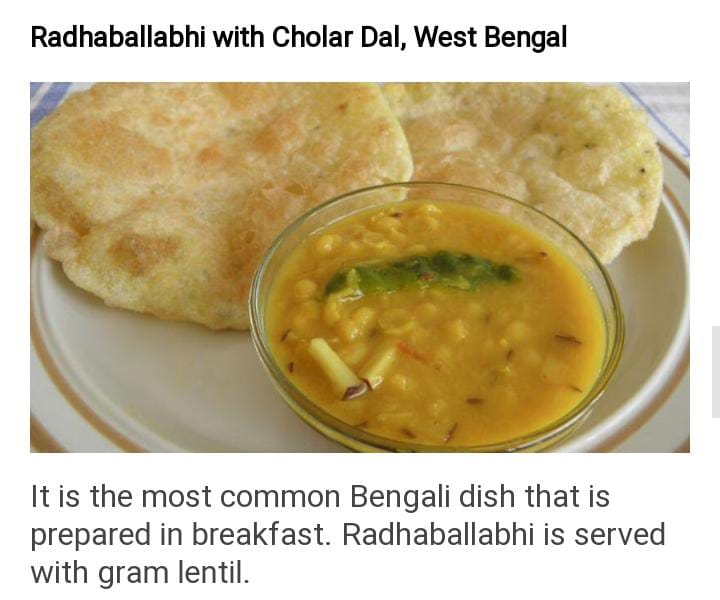 Radhaballabhi with Cholar Dal, West Bengal
It is the most common Bengali dish that is
prepared in breakfast. Radhaballabhi is served
with gram lentil.